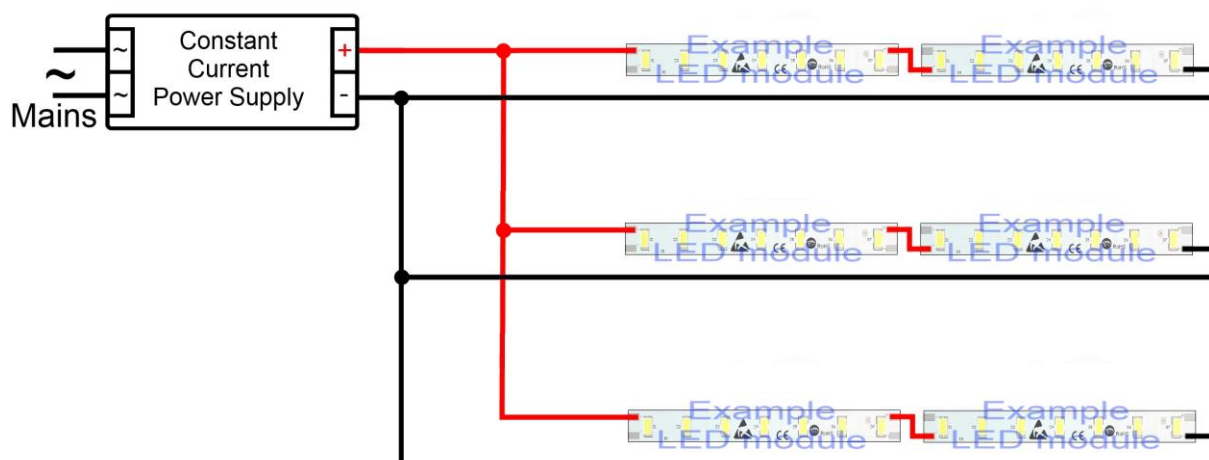 Constant
Current
Power Supply
~
~
+
-
~
Mains
Example
LED module
Example
LED module
Example
LED module
Example
LED module
Example
LED module
Example
LED module